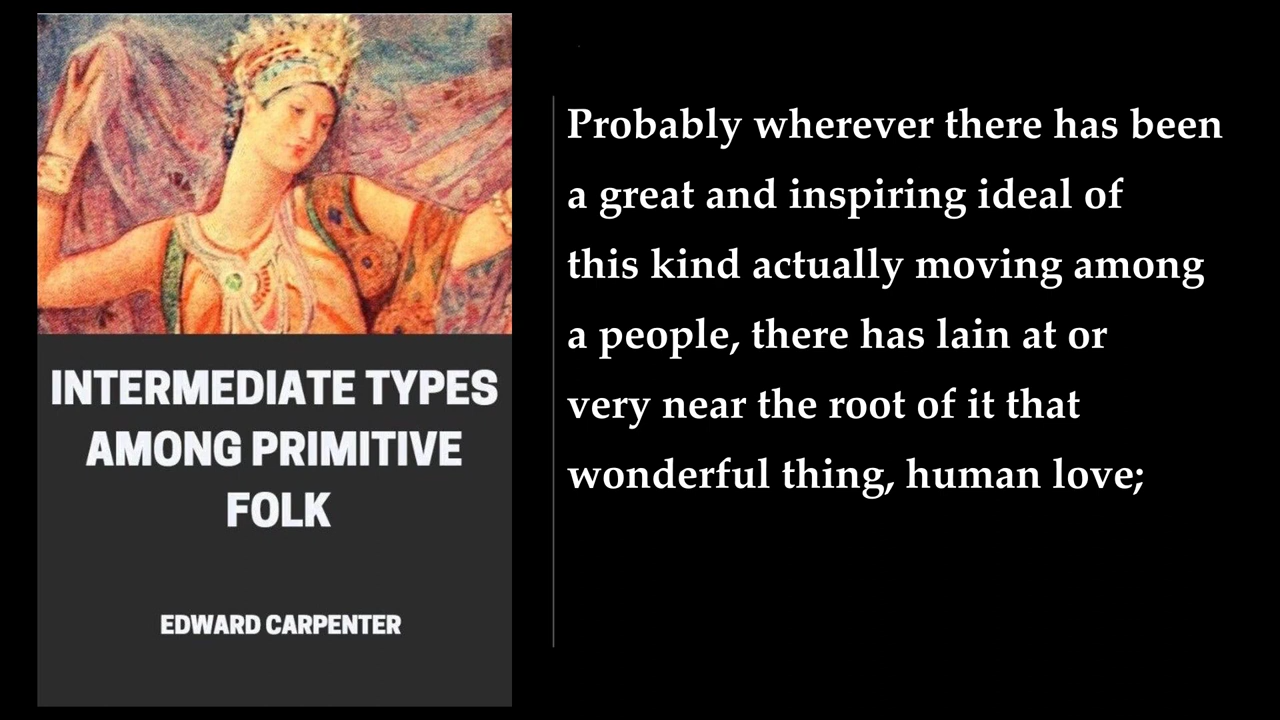 INTERMEDIATE TYPES
AMONG PRIMITIVE
FOLK
EDWARD CARPENTER
Probably wherever there has been
a great and inspiring ideal of
this kind actually moving among
a people, there has lain at or
very near the root of it that
wonderful thing, human love;